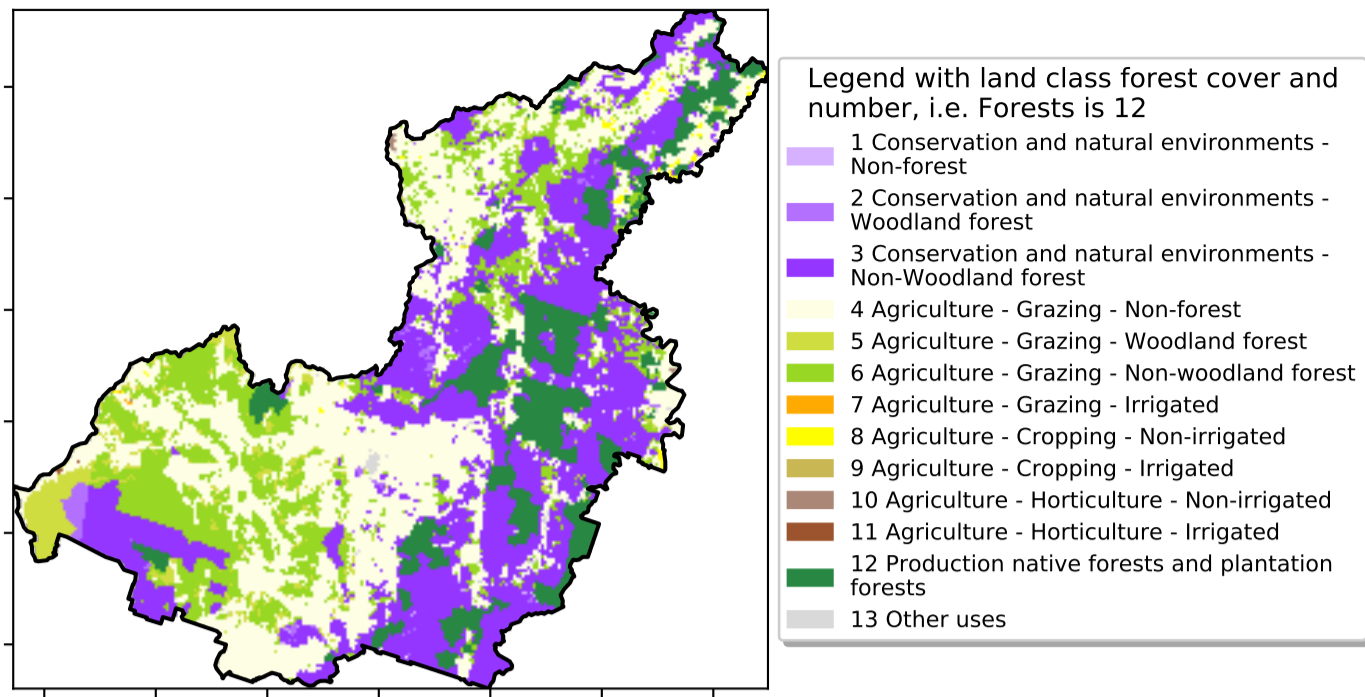 Legend with land class forest cover and
number, i.e. Forests is 12
1 Conservation and natural environments -
Non-forest
2 Conservation and natural environments -
Woodland forest
3 Conservation and natural environments -
Non-Woodland forest
4 Agriculture - Grazing - Non-forest
5 Agriculture - Grazing - Woodland forest
6 Agriculture - Grazing - Non-woodland forest
7 Agriculture - Grazing - Irrigated
8 Agriculture - Cropping - Non-irrigated
9 Agriculture - Cropping - Irrigated
10 Agriculture - Horticulture - Non-irrigated
11 Agriculture - Horticulture - Irrigated
12 Production native forests and plantation
forests
13 Other uses